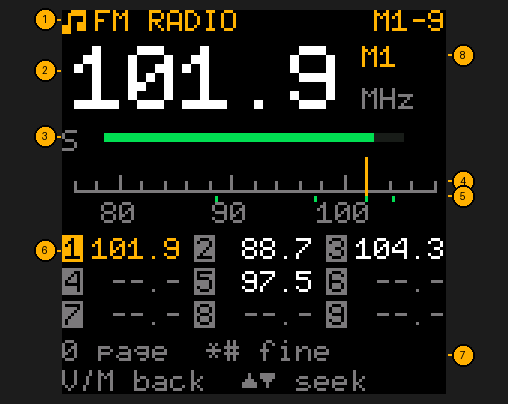 1 FM RADIO M1-9
2 101.9 M1 8
MHz
3 S
4
5
80 90 100
6 1 101.9 2 88.7 3 104.3
4 --.- 5 97.5 6 --.-
7 --.- 8 --.- 9 --.-
0 page *# fine 7
V/M back ▲▼ seek